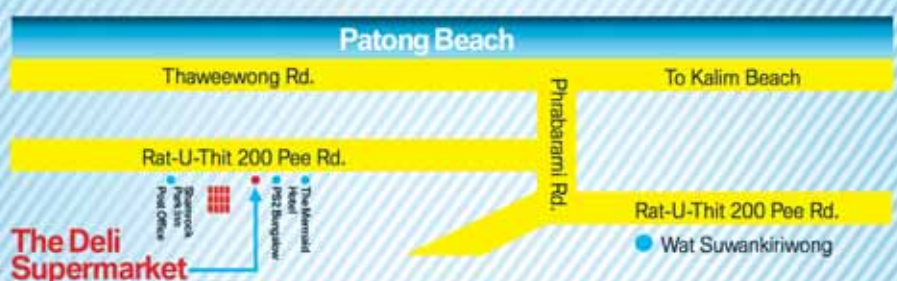 Patong Beach
Thaweewong Rd.
To Kalim Beach
Phrabarami Rd.
Rat-U-Thit 200 Pee Rd.
Shamrock
Park Inn
Post Office
PS2 Bangalow
The Mermaid
Hotel
Rat-U-Thit 200 Pee Rd.
Wat Suwankiriwong
The Deli
Supermarket